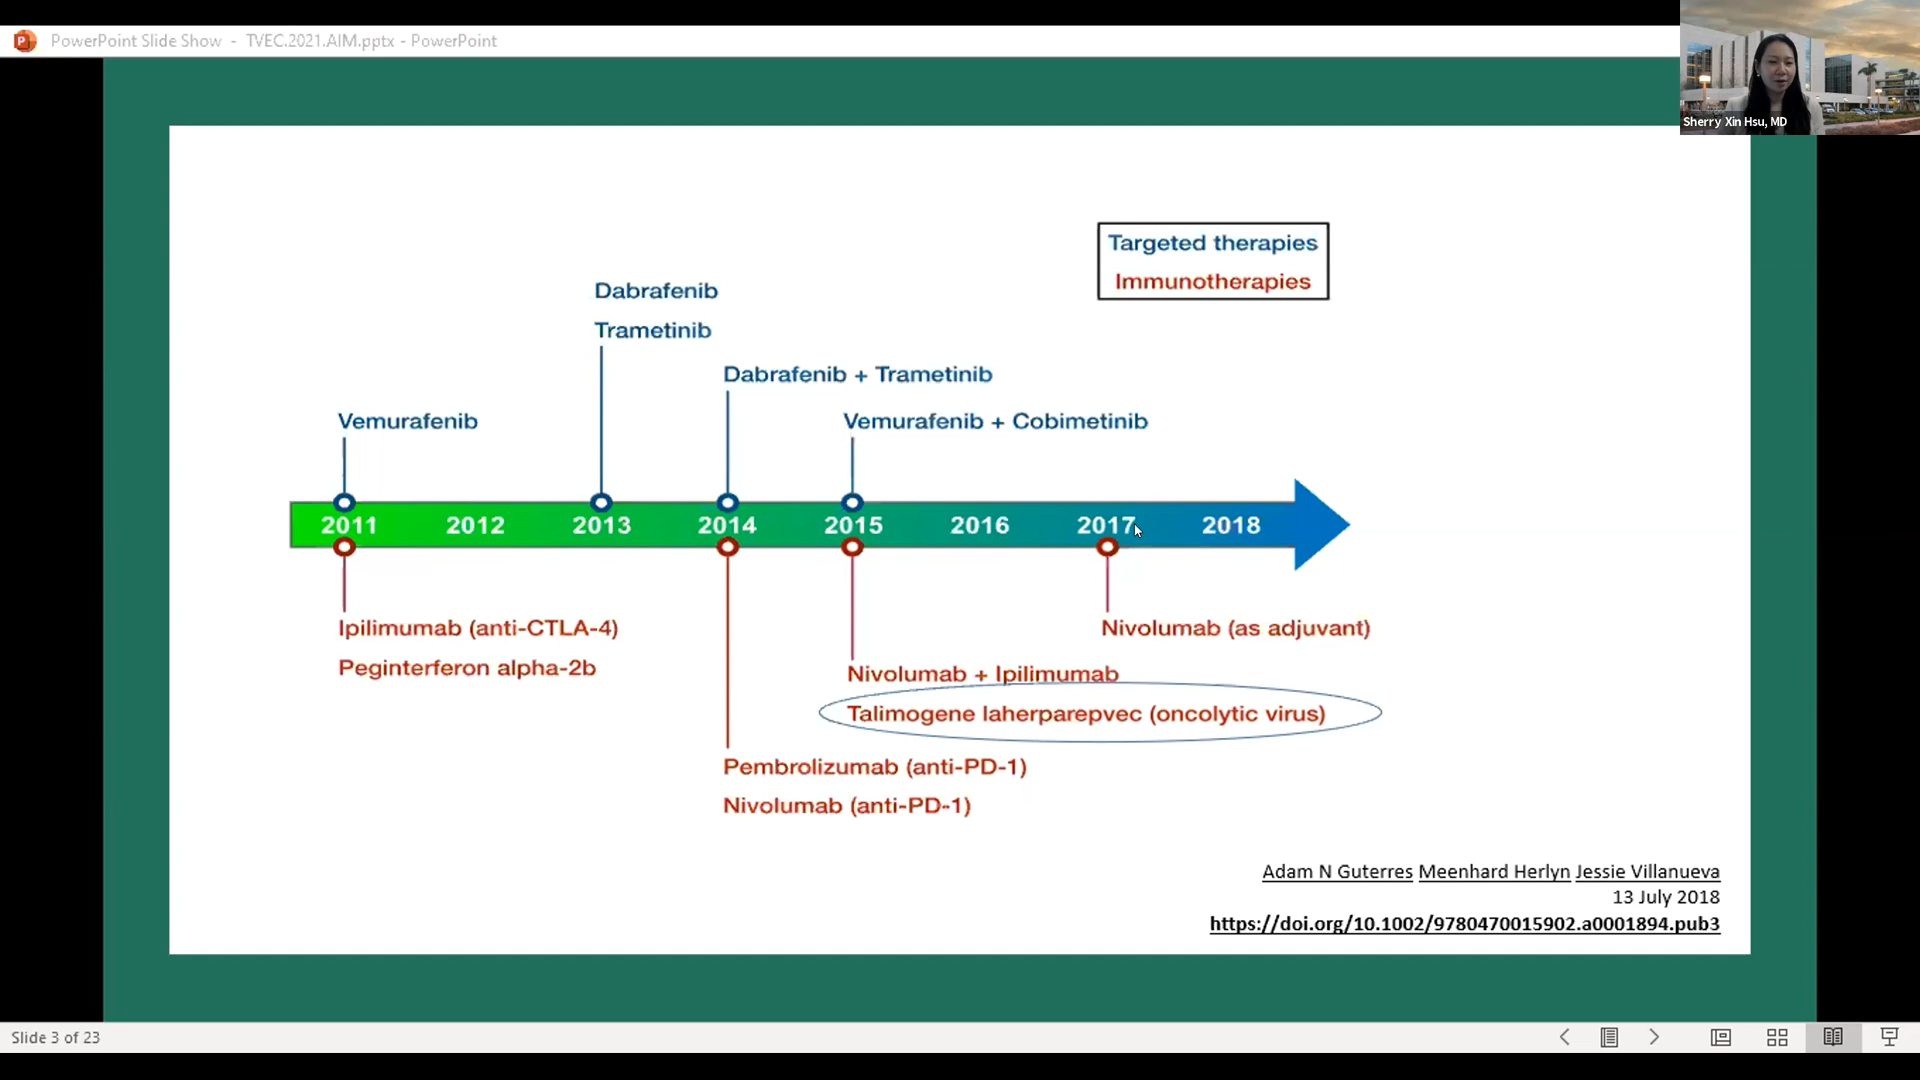 PowerPoint Slide Show - TVEC.2021.AIM.pptx - PowerPoint
Sherry Xin Hsu, MD
Targeted therapies
Immunotherapies
Dabrafenib
Trametinib
Dabrafenib + Trametinib
Vemurafenib
Vemurafenib + Cobimetinib
2011 2012 2013 2014 2015 2016 2017 2018
Ipilimumab (anti-CTLA-4)
Peginterferon alpha-2b
Nivolumab (as adjuvant)
Nivolumab + Ipilimumab
Talimogene laherparepvec (oncolytic virus)
Pembrolizumab (anti-PD-1)
Nivolumab (anti-PD-1)
Adam N Guterres Meenhard Herlyn Jessie Villanueva
13 July 2018
https://doi.org/10.1002/9780470015902.a0001894.pub3
Slide 3 of 23